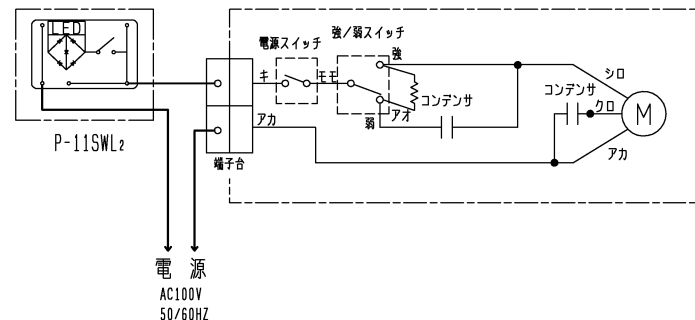 LED
P-11SWL2
電源スイッチ
強/弱スイッチ
強
キ
モモ
コンデンサ
アオ
弱
アカ
端子台
シロ
コンデンサ
クロ
M
アカ
電 源
AC100V
50/60HZ